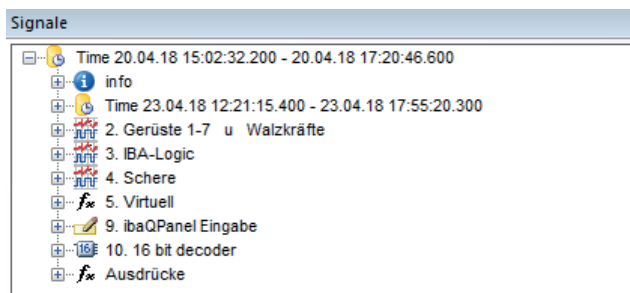 Signale
Time 20.04.18 15:02:32.200 - 20.04.18 17:20:46.600
info
Time 23.04.18 12:21:15.400 - 23.04.18 17:55:20.300
2. Gerüste 1-7 u Walzkräfte
3. IBA-Logic
4. Schere
5. Virtuell
9. ibaQPanel Eingabe
10. 16 bit decoder
Ausdrücke